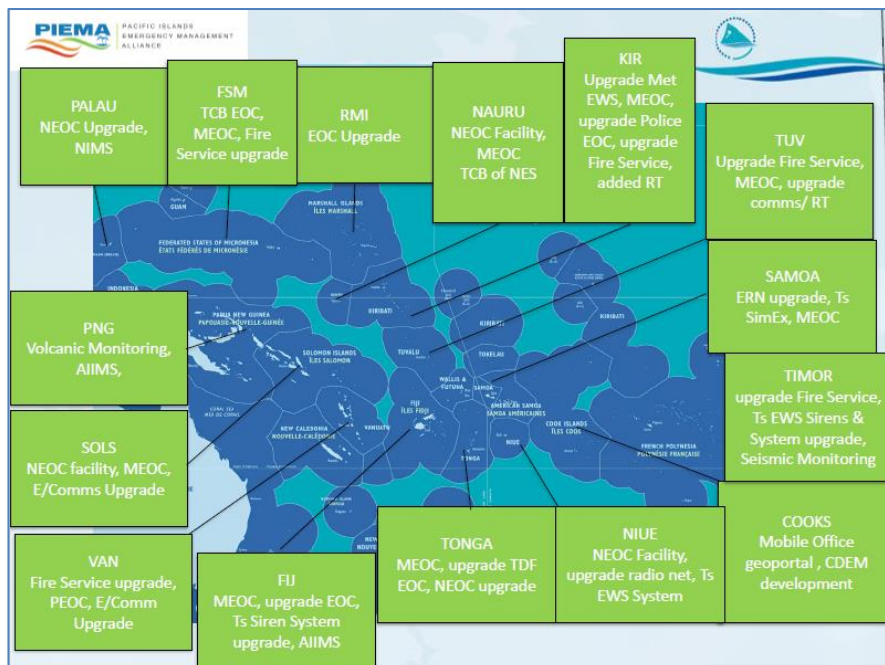 PIEMA
PACIFIC ISLANDS
EMERGENCY MANAGEMENT
ALLIANCE
PALAU
NEOC Upgrade,
NIMS
FSM
TCB EOC,
MEOC, Fire
Service upgrade
RMI
EOC Upgrade
NAURU
NEOC Facility,
MEOC
TCB of NES
KIR
Upgrade Met
EWS, MEOC,
upgrade Police
EOC, upgrade
Fire Service,
added RT
TUV
Upgrade Fire Service,
MEOC, upgrade
comms/ RT
SAMOA
ERN upgrade, Ts
SimEx, MEOC
TIMOR
upgrade Fire Service,
Ts EWS Sirens &
System upgrade,
Seismic Monitoring
COOKS
Mobile Office
geoportal , CDEM
development
NIUE
NEOC Facility,
upgrade radio net, Ts
EWS System
TONGA
MEOC, upgrade TDF
EOC, NEOC upgrade
FIJ
MEOC, upgrade EOC,
Ts Siren System
upgrade, AIIMS
VAN
Fire Service upgrade,
PEOC, E/Comm
Upgrade
SOLS
NEOC facility, MEOC,
E/Comms Upgrade
PNG
Volcanic Monitoring,
AIIMS,
GUAM
MARSHALL ISLANDS
ÎLES MARSHALL
FEDERATED STATES OF MICRONESIA
ÉTATS FÉDÉRÉS DE MICRONÉSIE
INDONESIA
PAPUA NEW GUINEA
PAPOUASIE-NOUVELLE-GUINÉE
KIRIBATI
KIRIBATI
KIRIBATI
SOLOMON ISLANDS
ÎLES SALOMON
TUVALU
TOKELAU
WALLIS &
FUTUNA
SAMOA
AMERICAN SAMOA
SAMOA AMÉRICAINES
FIJI
ÎLES FIDJI
COOK ISLANDS
ÎLES COOK
CORAL SEA
MER DE CORAIL
NEW CALEDONIA
NOUVELLE-CALÉDONIE
VANUATU
TONGA
NIUE
FRENCH POLYNESIA
POLYNÉSIE FRANÇAISE